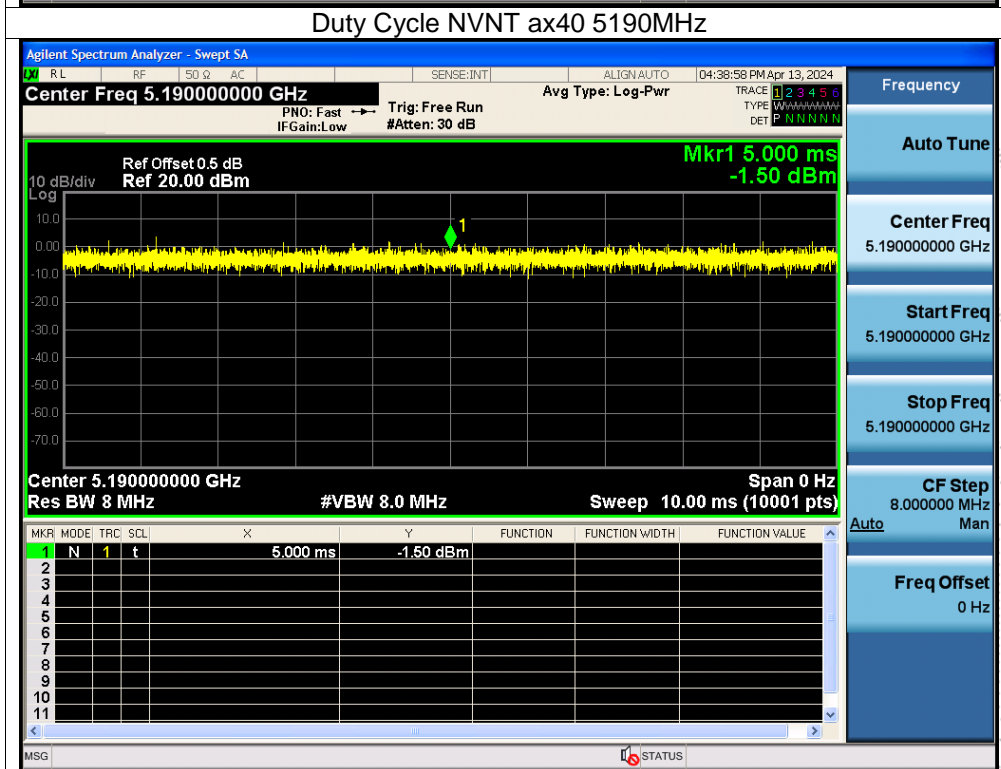 Duty Cycle NVNT ax40 5190MHz
Agilent Spectrum Analyzer - Swept SA
LXI RL RF 50 Ω AC SENSE:INT ALIGN AUTO 04:38:58 PM Apr 13, 2024
Center Freq 5.190000000 GHz
PNO: Fast
IFGain:Low
Trig: Free Run
#Atten: 30 dB
Avg Type: Log-Pwr
TRACE 1 2 3 4 5 6
TYPE WWWWWWW
DET P N N N N N
Frequency
Ref Offset 0.5 dB
10 dB/div Ref 20.00 dBm
Log
Mkr1 5.000 ms
-1.50 dBm
10.0
0.00
-10.0
-20.0
-30.0
-40.0
-50.0
-60.0
-70.0
1
Center 5.190000000 GHz Span 0 Hz
Res BW 8 MHz #VBW 8.0 MHz Sweep 10.00 ms (10001 pts)
MKR MODE TRC SCL X Y FUNCTION FUNCTION WIDTH FUNCTION VALUE
1 N 1 t 5.000 ms -1.50 dBm
2
3
4
5
6
7
8
9
10
11
Auto Tune
Center Freq
5.190000000 GHz
Start Freq
5.190000000 GHz
Stop Freq
5.190000000 GHz
CF Step
8.000000 MHz
Auto Man
Freq Offset
0 Hz
MSG STATUS